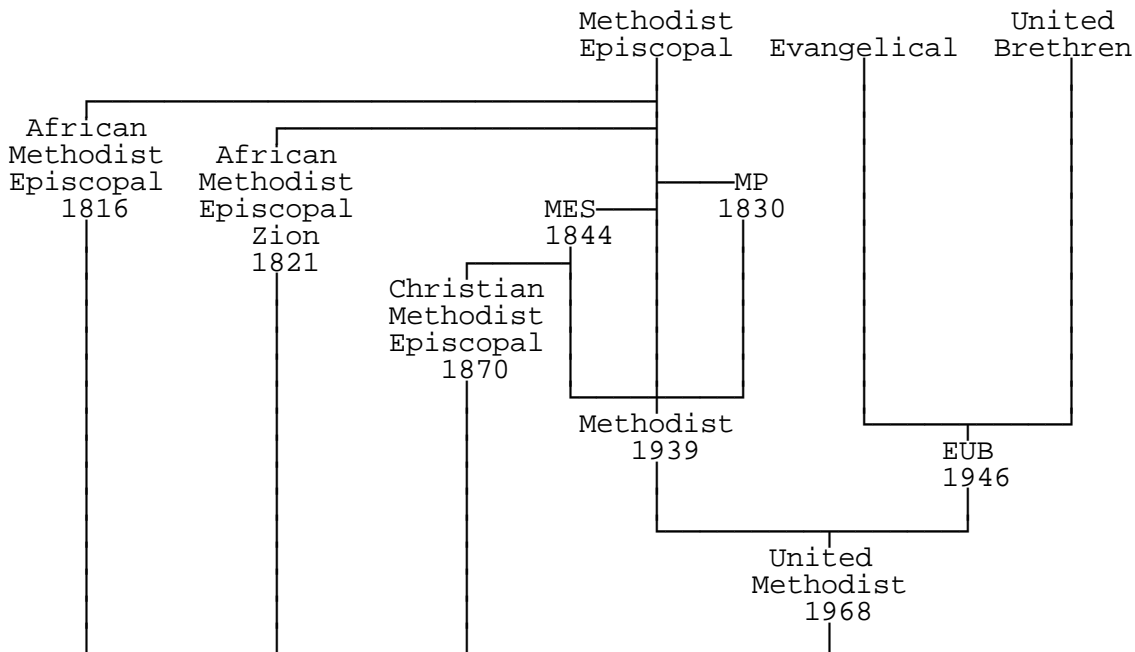 Methodist
Episcopal
Evangelical
United
Brethren
African
Methodist
Episcopal
1816
African
Methodist
Episcopal
Zion
1821
MP
1830
MES
1844
Christian
Methodist
Episcopal
1870
Methodist
1939
EUB
1946
United
Methodist
1968